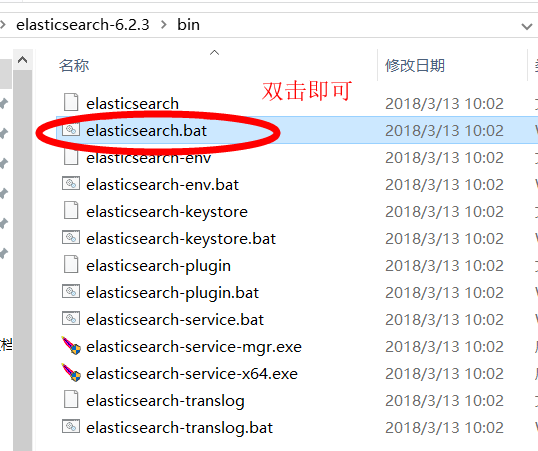 elasticsearch-6.2.3 > bin
名称 修改日期
双击即可
elasticsearch 2018/3/13 10:02
elasticsearch.bat 2018/3/13 10:02
elasticsearch-env 2018/3/13 10:02
elasticsearch-env.bat 2018/3/13 10:02
elasticsearch-keystore 2018/3/13 10:02
elasticsearch-keystore.bat 2018/3/13 10:02
elasticsearch-plugin 2018/3/13 10:02
elasticsearch-plugin.bat 2018/3/13 10:02
elasticsearch-service.bat 2018/3/13 10:02
elasticsearch-service-mgr.exe 2018/3/13 10:02
elasticsearch-service-x64.exe 2018/3/13 10:02
elasticsearch-translog 2018/3/13 10:02
elasticsearch-translog.bat 2018/3/13 10:02